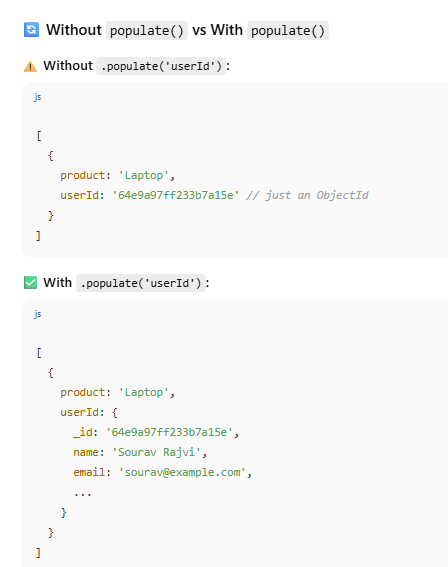 🔄 Without populate() vs With populate()
⚠️ Without .populate('userId'):
js
[
  {
    product: 'Laptop',
    userId: '64e9a97ff233b7a15e' // just an ObjectId
  }
]
✅ With .populate('userId'):
js
[
  {
    product: 'Laptop',
    userId: {
      _id: '64e9a97ff233b7a15e',
      name: 'Sourav Rajvi',
      email: 'sourav@example.com',
      ...
    }
  }
]